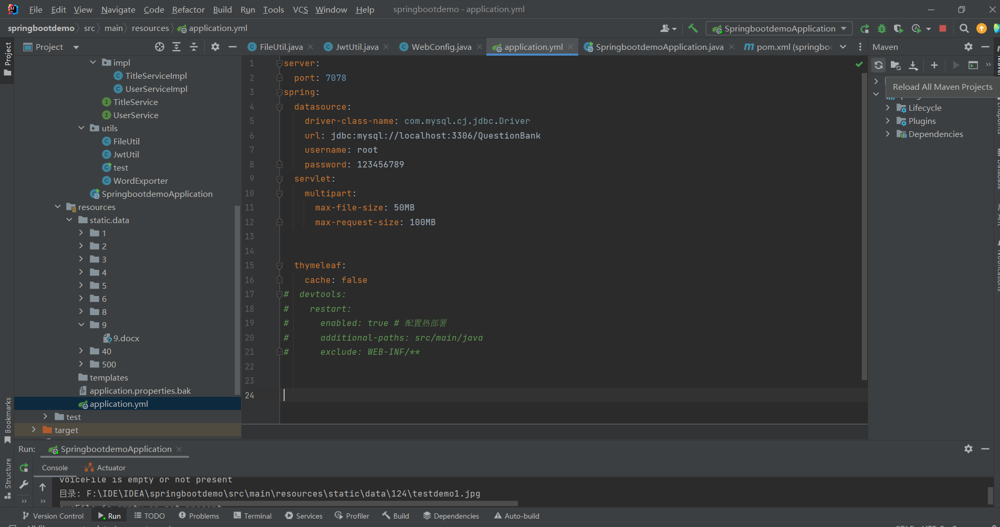 File Edit View Navigate Code Refactor Build Run Tools VCS Window Help springbootdemo - application.yml
springbootdemo src main resources application.yml SpringbootdemoApplication
Project FileUtil.java JwtUtil.java WebConfig.java application.yml SpringbootdemoApplication.java pom.xml (springbo Maven
Project
impl
TitleServiceImpl
UserServiceImpl
TitleService
UserService
utils
FileUtil
JwtUtil
test
WordExporter
SpringbootdemoApplication
resources
static.data
1
2
3
4
5
6
8
9
9.docx
40
500
templates
application.properties.bak
application.yml
test
target
Bookmarks
Structure
1 server:
2 port: 7078
3 spring:
4 datasource:
5 driver-class-name: com.mysql.cj.jdbc.Driver
6 url: jdbc:mysql://localhost:3306/QuestionBank
7 username: root
8 password: 123456789
9 servlet:
10 multipart:
11 max-file-size: 50MB
12 max-request-size: 100MB
13
14
15 thymeleaf:
16 cache: false
17 # devtools:
18 # restart:
19 # enabled: true # 配置热部署
20 # additional-paths: src/main/java
21 # exclude: WEB-INF/**
22
23
24
Reload All Maven Projects
Lifecycle
Plugins
Dependencies
Run: SpringbootdemoApplication
Console Actuator
voiceFile is empty or not present
目录: F:\IDE\IDEA\springbootdemo\src\main\resources\static\data\124\testdemo1.jpg
Version Control Run TODO Problems Terminal Services Profiler Build Dependencies Auto-build